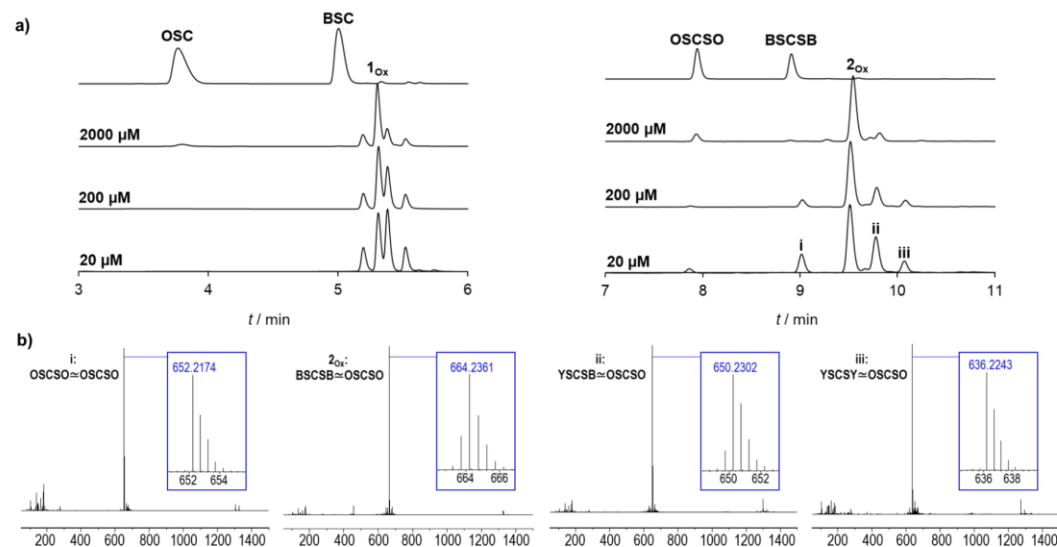 a)
OSC
BSC
1Ox
2000 µM
200 µM
20 µM
3 4 5 6
t / min
OSCSO
BSCSB
2Ox
2000 µM
200 µM
20 µM
i
ii
iii
7 8 9 10 11
t / min
b)
i:
OSCSO≃OSCSO
652.2174
652 654
200 400 600 800 1000 1200 1400
2Ox:
BSCSB≃OSCSO
664.2361
664 666
200 400 600 800 1000 1200 1400
ii:
YSCSB≃OSCSO
650.2302
650 652
200 400 600 800 1000 1200 1400
iii:
YSCSY≃OSCSO
636.2243
636 638
200 400 600 800 1000 1200 1400